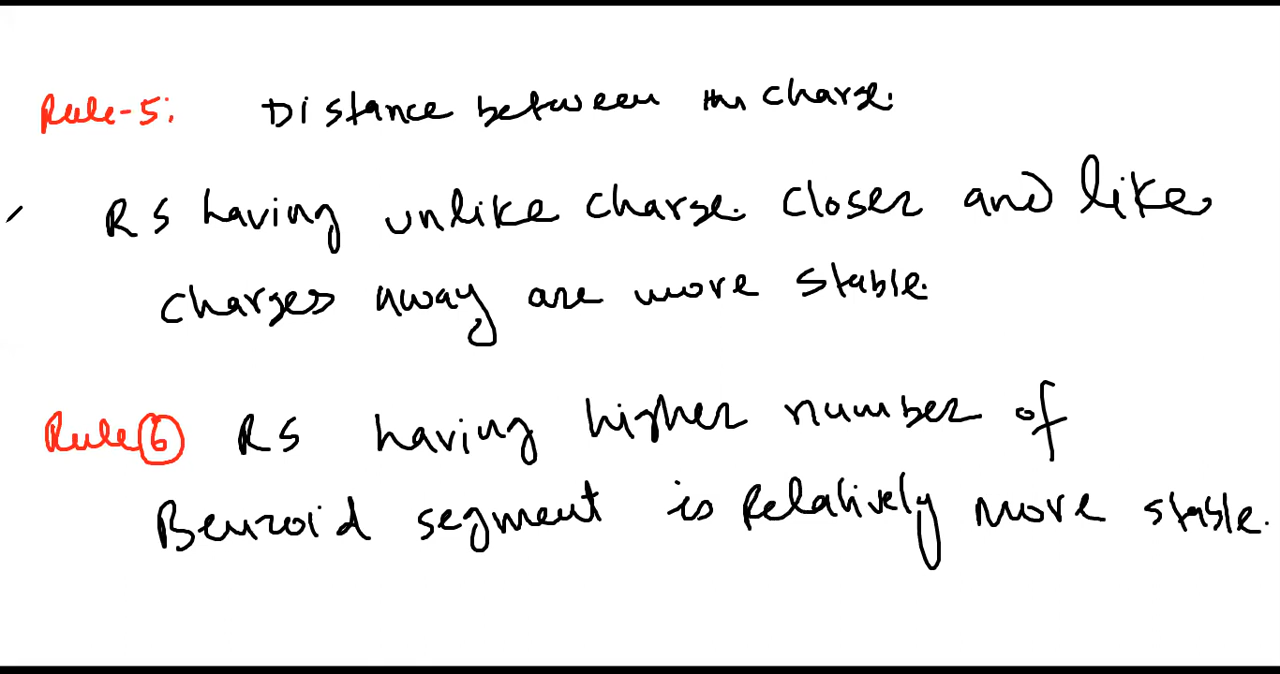 Rule-5: Distance between the charge.
RS having unlike charge closer and like
charges away are more stable.
Rule 6 RS having higher number of
Benzoid segment is Relatively more stable.